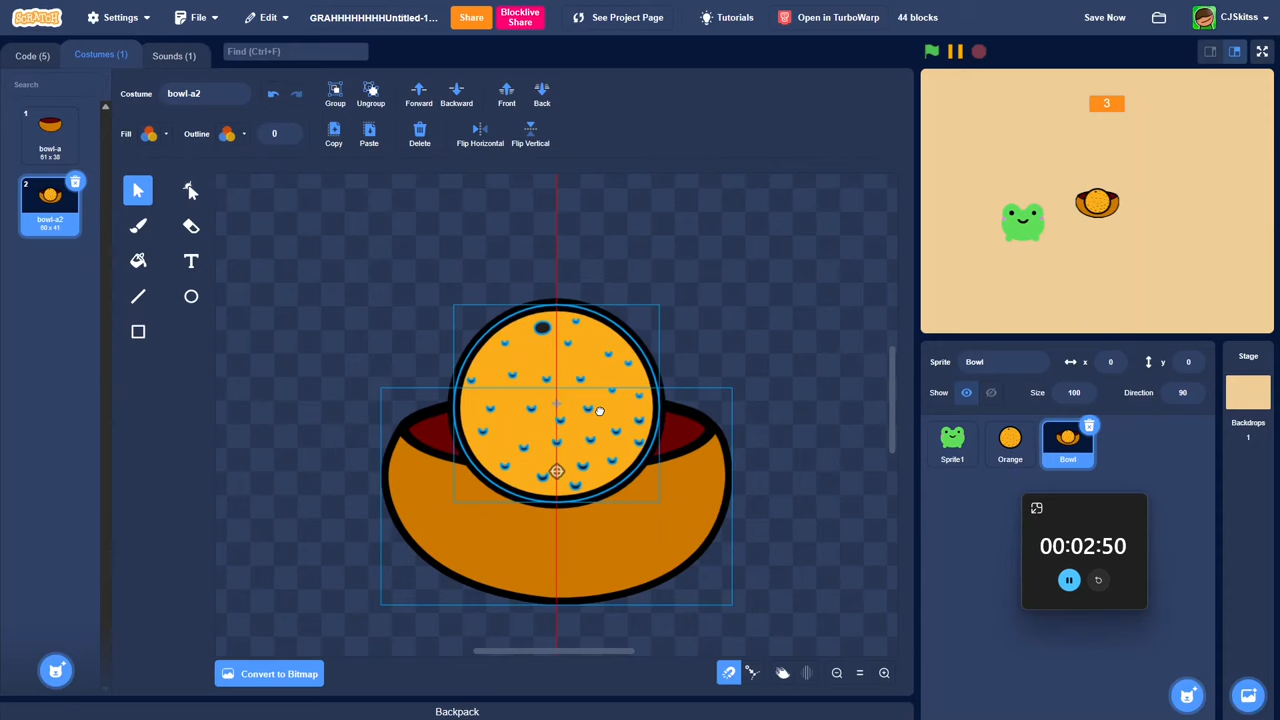 SCRATCH Settings File Edit GRAHHHHHHHUntitled-1... Share Blocklive Share See Project Page Tutorials Open in TurboWarp 44 blocks Save Now CJSkitss
Code (5) Costumes (1) Sounds (1) Find (Ctrl+F)
Search
Costume bowl-a2 Group Ungroup Forward Backward Front Back
Fill Outline 0 Copy Paste Delete Flip Horizontal Flip Vertical
1
bowl-a
61 x 38
2
bowl-a2
60 x 41
T
Convert to Bitmap
=
Backpack
3
Sprite Bowl x 0 y 0
Show Size 100 Direction 90
Sprite1 Orange Bowl
Stage
Backdrops
1
00:02:50